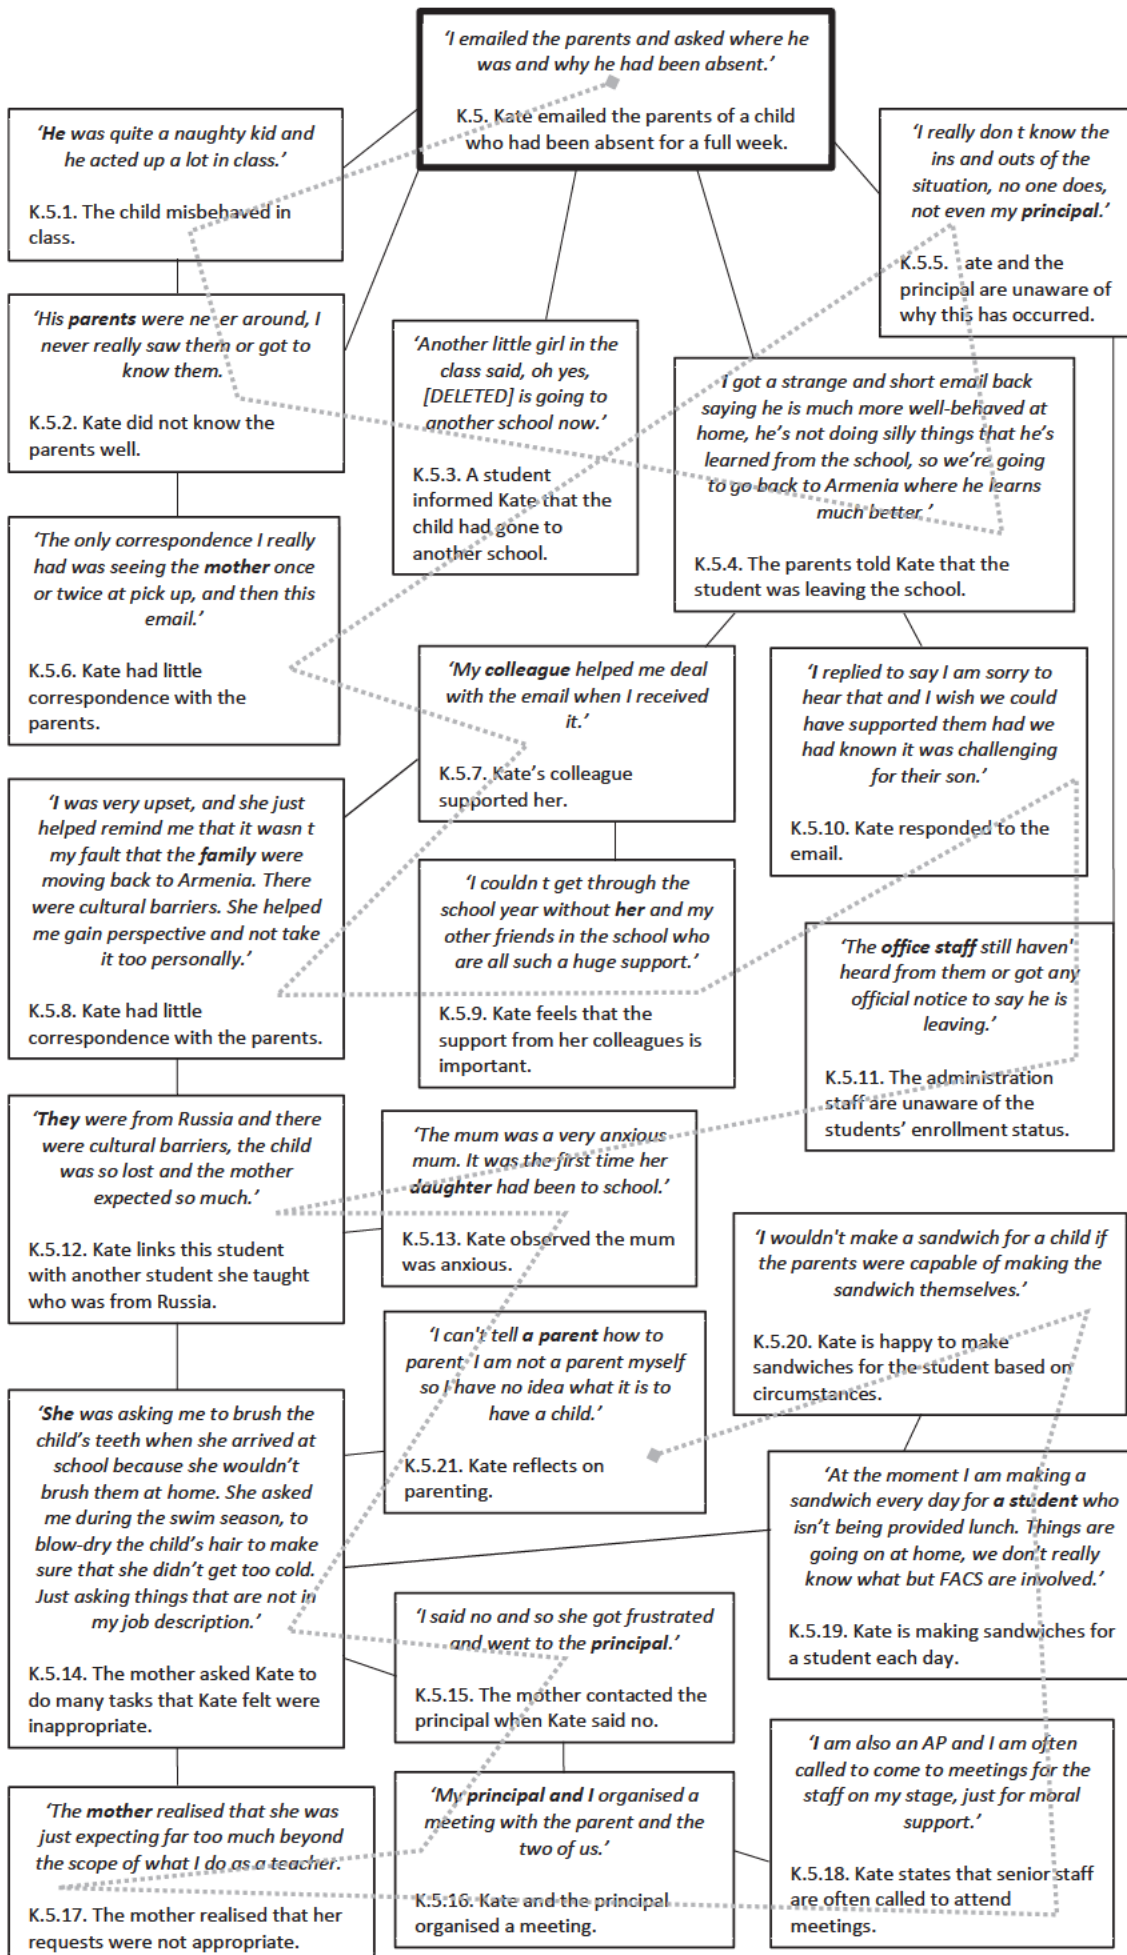 ‘I emailed the parents and asked where he
was and why he had been absent.’
K.5. Kate emailed the parents of a child
who had been absent for a full week.
‘He was quite a naughty kid and
he acted up a lot in class.’
K.5.1. The child misbehaved in
class.
‘I really don t know the
ins and outs of the
situation, no one does,
not even my principal.’
K.5.5. ate and the
principal are unaware of
why this has occurred.
‘His parents were ne er around, I
never really saw them or got to
know them.
K.5.2. Kate did not know the
parents well.
‘Another little girl in the
class said, oh yes,
[DELETED] is going to
another school now.’
K.5.3. A student
informed Kate that the
child had gone to
another school.
‘I got a strange and short email back
saying he is much more well-behaved at
home, he’s not doing silly things that he’s
learned from the school, so we’re going
to go back to Armenia where he learns
much better.’
K.5.4. The parents told Kate that the
student was leaving the school.
‘The only correspondence I really
had was seeing the mother once
or twice at pick up, and then this
email.’
K.5.6. Kate had little
correspondence with the
parents.
‘My colleague helped me deal
with the email when I received
it.’
K.5.7. Kate’s colleague
supported her.
‘I replied to say I am sorry to
hear that and I wish we could
have supported them had we
had known it was challenging
for their son.’
K.5.10. Kate responded to the
email.
‘I was very upset, and she just
helped remind me that it wasn t
my fault that the family were
moving back to Armenia. There
were cultural barriers. She helped
me gain perspective and not take
it too personally.’
K.5.8. Kate had little
correspondence with the parents.
‘I couldn t get through the
school year without her and my
other friends in the school who
are all such a huge support.’
K.5.9. Kate feels that the
support from her colleagues is
important.
‘The office staff still haven'
heard from them or got any
official notice to say he is
leaving.’
K.5.11. The administration
staff are unaware of the
students’ enrollment status.
‘They were from Russia and there
were cultural barriers, the child
was so lost and the mother
expected so much.’
K.5.12. Kate links this student
with another student she taught
who was from Russia.
‘The mum was a very anxious
mum. It was the first time her
daughter had been to school.’
K.5.13. Kate observed the mum
was anxious.
‘I wouldn't make a sandwich for a child if
the parents were capable of making the
sandwich themselves.’
K.5.20. Kate is happy to make
sandwiches for the student based on
circumstances.
‘I can't tell a parent how to
parent. I am not a parent myself
so I have no idea what it is to
have a child.’
K.5.21. Kate reflects on
parenting.
‘She was asking me to brush the
child’s teeth when she arrived at
school because she wouldn’t
brush them at home. She asked
me during the swim season, to
blow-dry the child’s hair to make
sure that she didn’t get too cold.
Just asking things that are not in
my job description.’
K.5.14. The mother asked Kate to
do many tasks that Kate felt were
inappropriate.
‘At the moment I am making a
sandwich every day for a student who
isn’t being provided lunch. Things are
going on at home, we don't really
know what but FACS are involved.’
K.5.19. Kate is making sandwiches for
a student each day.
‘I said no and so she got frustrated
and went to the principal.’
K.5.15. The mother contacted the
principal when Kate said no.
‘I am also an AP and I am often
called to come to meetings for the
staff on my stage, just for moral
support.’
K.5.18. Kate states that senior staff
are often called to attend
meetings.
‘My principal and I organised a
meeting with the parent and the
two of us.’
K.5.16. Kate and the principal
organised a meeting.
‘The mother realised that she was
just expecting far too much beyond
the scope of what I do as a teacher.
K.5.17. The mother realised that her
requests were not appropriate.